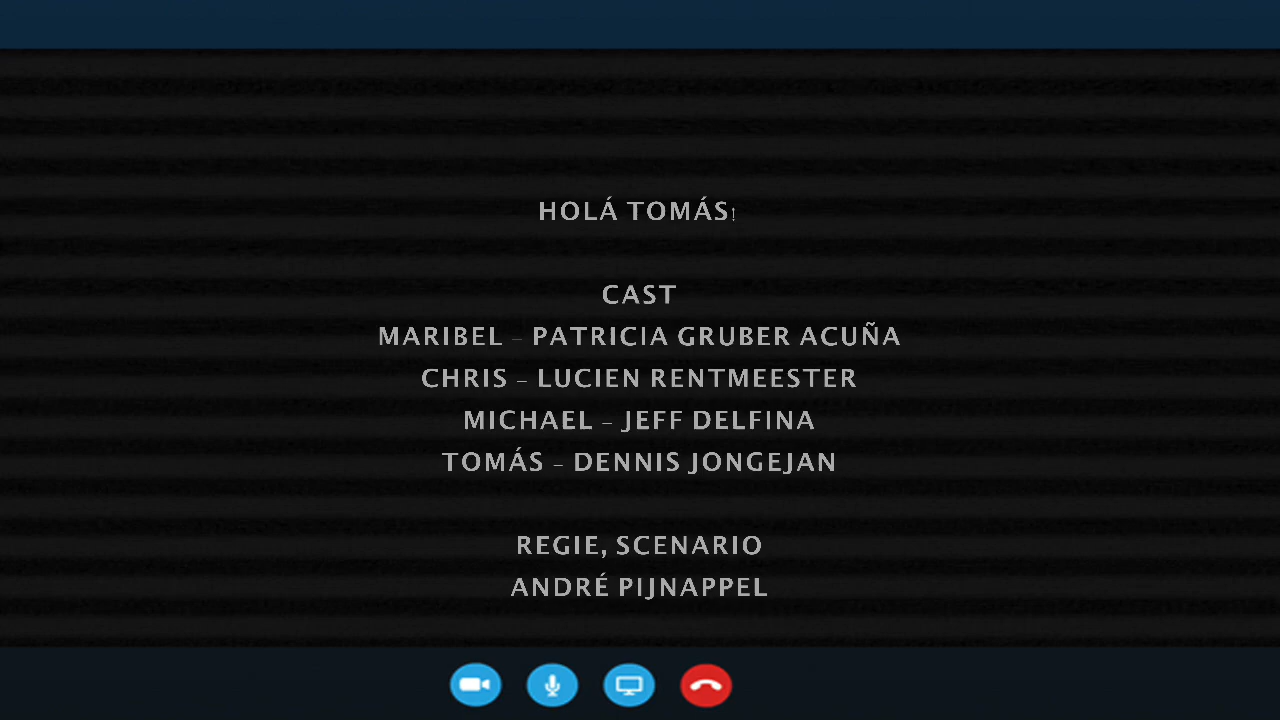 HOLÁ TOMÁS!
CAST
MARIBEL – PATRICIA GRUBER ACUÑA
CHRIS – LUCIEN RENTMEESTER
MICHAEL – JEFF DELFINA
TOMÁS – DENNIS JONGEJAN
REGIE, SCENARIO
ANDRÉ PIJNAPPEL